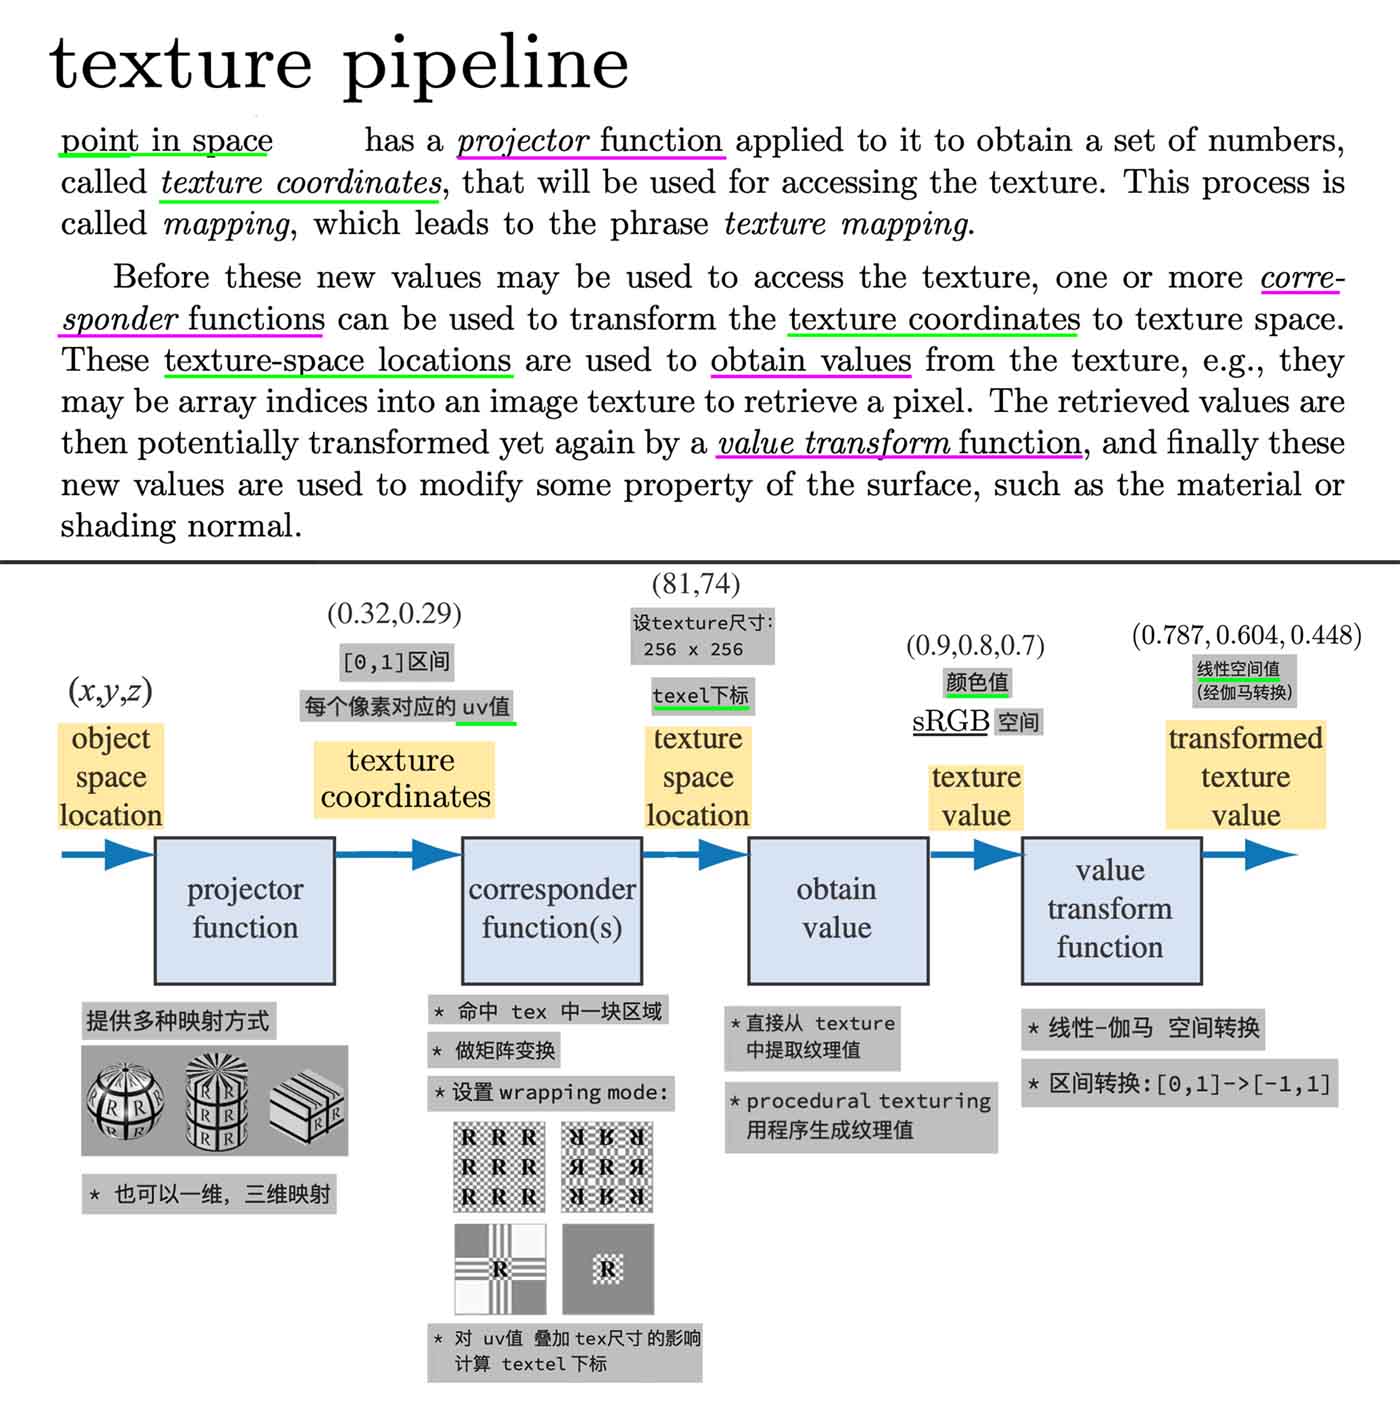 texture pipeline
point in space has a projector function applied to it to obtain a set of numbers,
called texture coordinates, that will be used for accessing the texture. This process is
called mapping, which leads to the phrase texture mapping.
Before these new values may be used to access the texture, one or more corre-
sponder functions can be used to transform the texture coordinates to texture space.
These texture-space locations are used to obtain values from the texture, e.g., they
may be array indices into an image texture to retrieve a pixel. The retrieved values are
then potentially transformed yet again by a value transform function, and finally these
new values are used to modify some property of the surface, such as the material or
shading normal.
(x,y,z)
object
space
location
(0.32,0.29)
[0,1]区间
每个像素对应的 uv值
texture
coordinates
(81,74)
设texture尺寸:
256 x 256
texel下标
texture
space
location
(0.9,0.8,0.7)
颜色值
sRGB 空间
texture
value
(0.787, 0.604, 0.448)
线性空间值
(经伽马转换)
transformed
texture
value
projector
function
corresponder
function(s)
obtain
value
value
transform
function
提供多种映射方式
R R R
R R R
R R
R
* 也可以一维, 三维映射
* 命中 tex 中一块区域
* 做矩阵变换
* 设置 wrapping mode:
R R R
R R R
R R R
R R R
R R R
R R R
R
R
* 对 uv值 叠加 tex尺寸 的影响
计算 textel 下标
* 直接从 texture
中提取纹理值
* procedural texturing
用程序生成纹理值
* 线性-伽马 空间转换
* 区间转换:[0,1]->[-1,1]